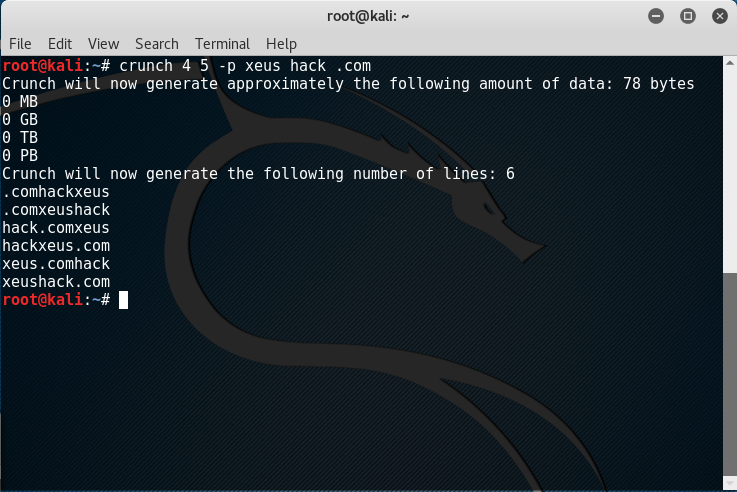 root@kali: ~
File Edit View Search Terminal Help
root@kali:~# crunch 4 5 -p xeus hack .com
Crunch will now generate approximately the following amount of data: 78 bytes
0 MB
0 GB
0 TB
0 PB
Crunch will now generate the following number of lines: 6
.comhackxeus
.comxeushack
hack.comxeus
hackxeus.com
xeus.comhack
xeushack.com
root@kali:~#